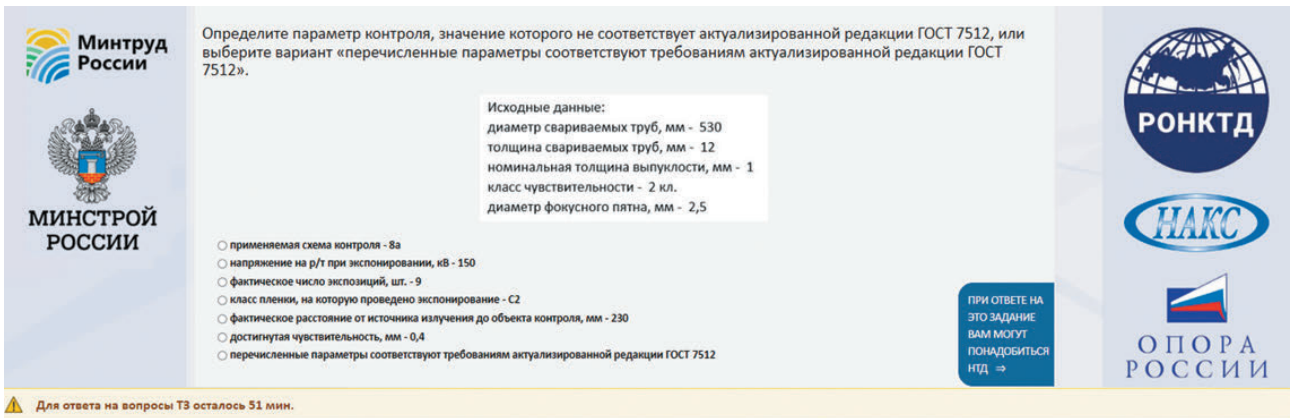 Минтруд
России
МИНСТРОЙ
РОССИИ
Определите параметр контроля, значение которого не соответствует актуализированной редакции ГОСТ 7512, или
выберите вариант «перечисленные параметры соответствуют требованиям актуализированной редакции ГОСТ
7512».
Исходные данные:
диаметр свариваемых труб, мм - 530
толщина свариваемых труб, мм - 12
номинальная толщина выпуклости, мм - 1
класс чувствительности - 2 кл.
диаметр фокусного пятна, мм - 2,5
применяемая схема контроля - 8а
напряжение на р/т при экспонировании, кВ - 150
фактическое число экспозиций, шт. - 9
класс пленки, на которую проведено экспонирование - С2
фактическое расстояние от источника излучения до объекта контроля, мм - 230
достигнутая чувствительность, мм - 0,4
перечисленные параметры соответствуют требованиям актуализированной редакции ГОСТ 7512
ПРИ ОТВЕТЕ НА
ЭТО ЗАДАНИЕ
ВАМ МОГУТ
ПОНАДОБИТЬСЯ
НТД ⇒
РОНКТД
НАКС
ОПОРА
РОССИИ
Для ответа на вопросы ТЗ осталось 51 мин.